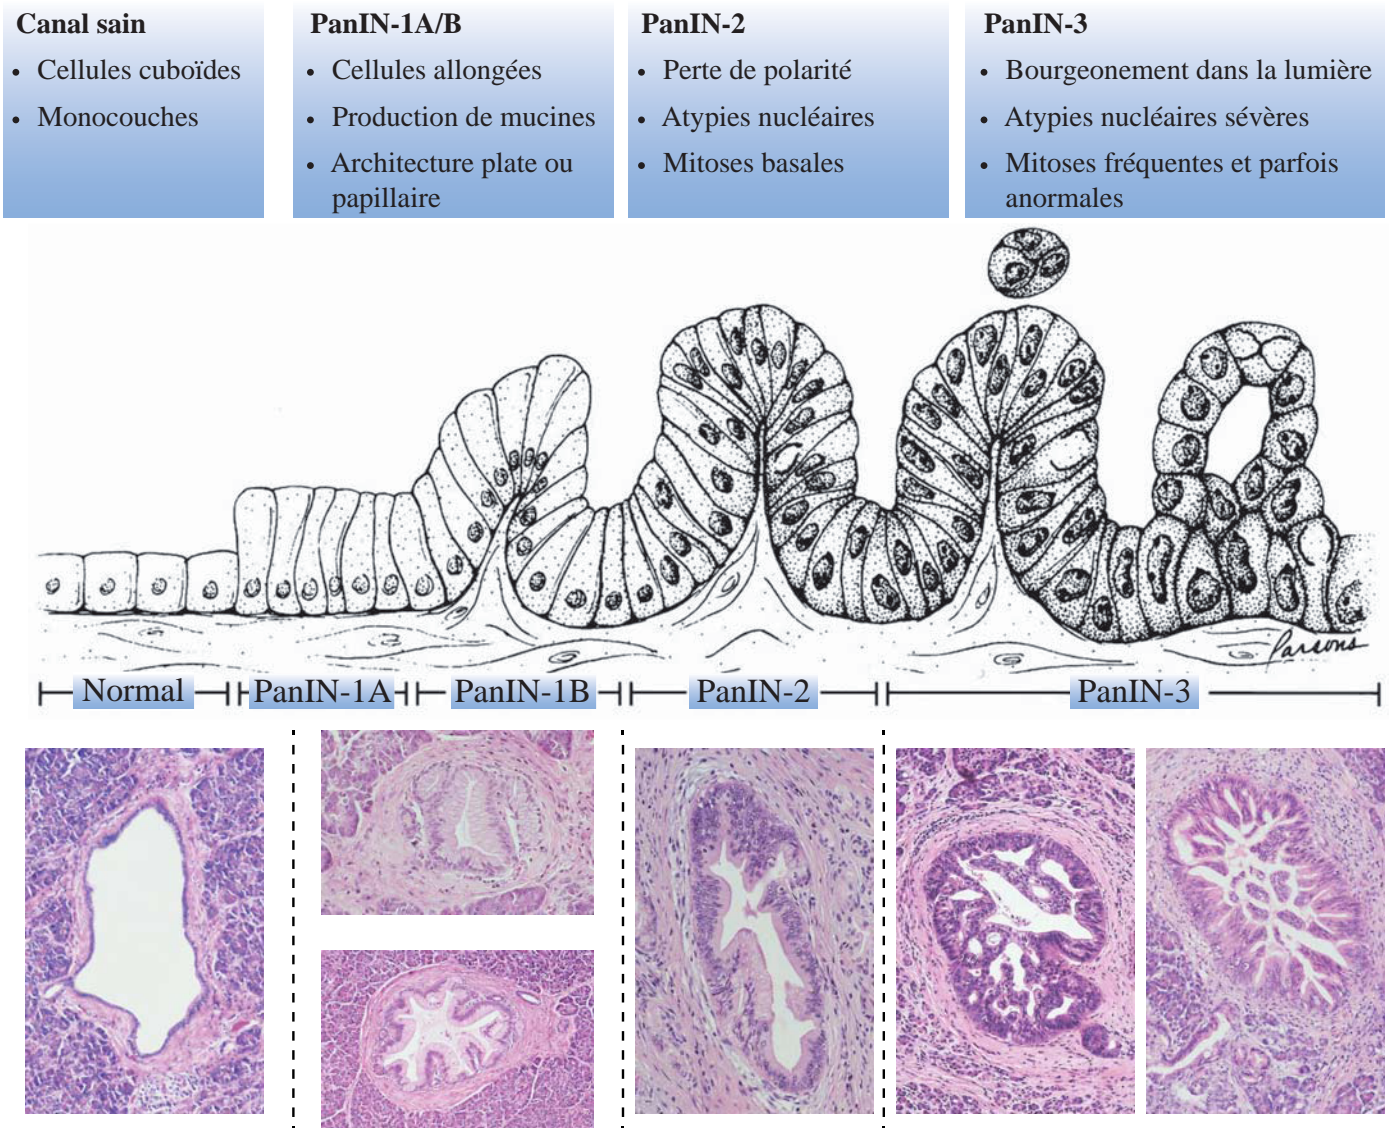 Canal sain
• Cellules cuboïdes
• Monocouches
PanIN-1A/B
• Cellules allongées
• Production de mucines
• Architecture plate ou
papillaire
PanIN-2
• Perte de polarité
• Atypies nucléaires
• Mitoses basales
PanIN-3
• Bourgeonement dans la lumière
• Atypies nucléaires sévères
• Mitoses fréquentes et parfois
anormales
Parsons
Normal
PanIN-1A
PanIN-1B
PanIN-2
PanIN-3